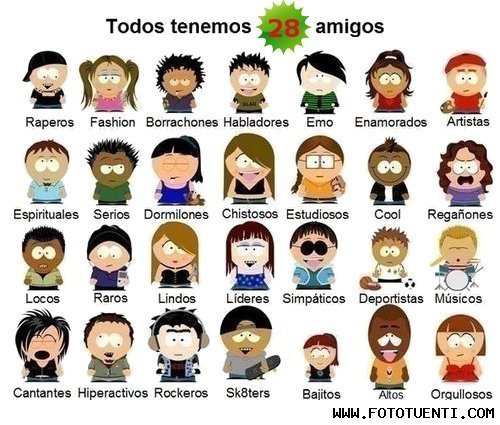 Todos tenemos 28 amigos
Raperos Fashion Borrachones Habladores Emo Enamorados Artistas
Espirituales Serios Dormilones Chistosos Estudiosos Cool Regañones
Locos Raros Lindos Líderes Simpáticos Deportistas Músicos
Cantantes Hiperactivos Rockeros Sk8ters Bajitos Altos Orgullosos
WWW.FOTOTUENTI.COM